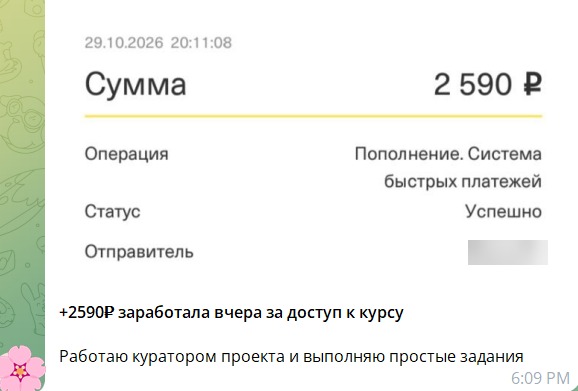 29.10.2026 20:11:08
Сумма 2 590 ₽
Операция Пополнение. Система
быстрых платежей
Статус Успешно
Отправитель
+2590₽ заработала вчера за доступ к курсу
Работаю куратором проекта и выполняю простые задания
6:09 PM